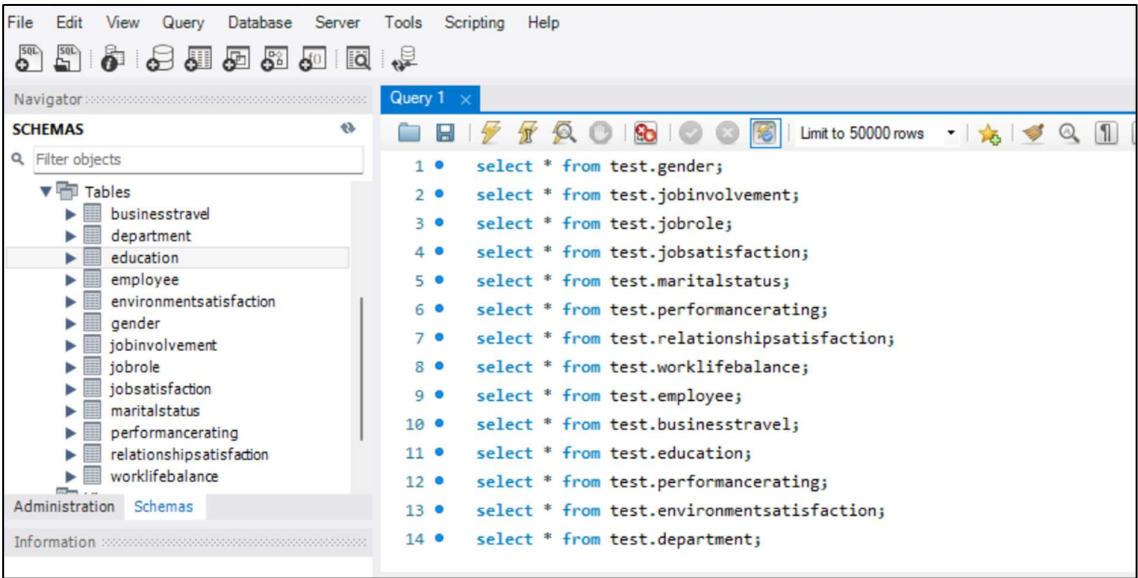 File Edit View Query Database Server Tools Scripting Help
SQL SQL
Navigator
SCHEMAS
Filter objects
Tables
businesstravel
department
education
employee
environmentsatisfaction
gender
jobinvolvement
jobrole
jobsatisfaction
maritalstatus
performancerating
relationshipsatisfaction
worklifebalance
Administration Schemas
Information
Query 1 ×
Limit to 50000 rows
1 select * from test.gender;
2 select * from test.jobinvolvement;
3 select * from test.jobrole;
4 select * from test.jobsatisfaction;
5 select * from test.maritalstatus;
6 select * from test.performancerating;
7 select * from test.relationshipsatisfaction;
8 select * from test.worklifebalance;
9 select * from test.employee;
10 select * from test.businesstravel;
11 select * from test.education;
12 select * from test.performancerating;
13 select * from test.environmentsatisfaction;
14 select * from test.department;